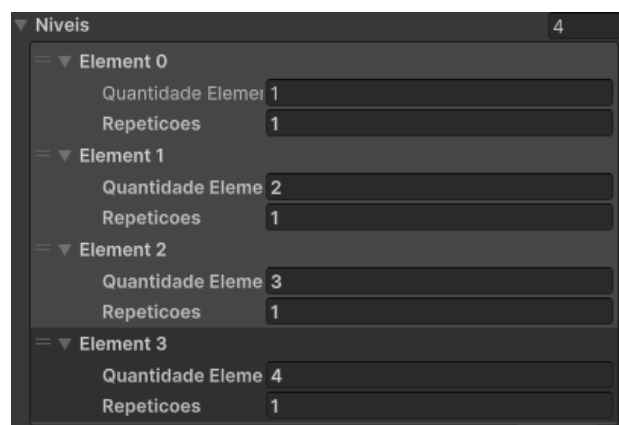 Niveis 4
Element 0
Quantidade Elemer 1
Repeticoes 1
Element 1
Quantidade Eleme 2
Repeticoes 1
Element 2
Quantidade Eleme 3
Repeticoes 1
Element 3
Quantidade Eleme 4
Repeticoes 1